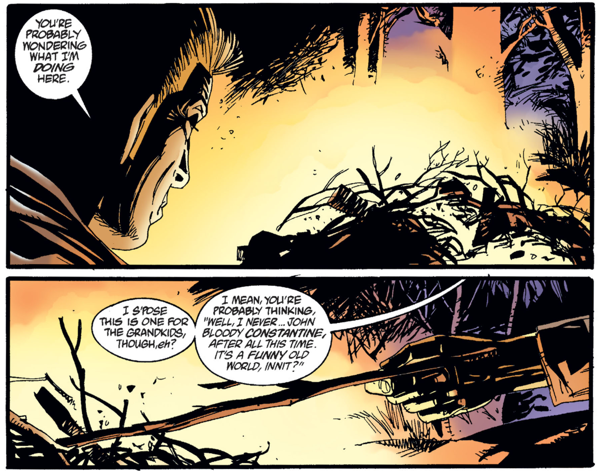 YOU'RE
PROBABLY
WONDERING
WHAT I'M
DOING
HERE.
I S'POSE
THIS IS ONE FOR
THE GRANDKIDS,
THOUGH, eh?
I MEAN, YOU'RE
PROBABLY THINKING,
"WELL, I NEVER... JOHN
BLOODY CONSTANTINE,
AFTER ALL THIS TIME.
IT'S A FUNNY OLD
WORLD, INNIT?"